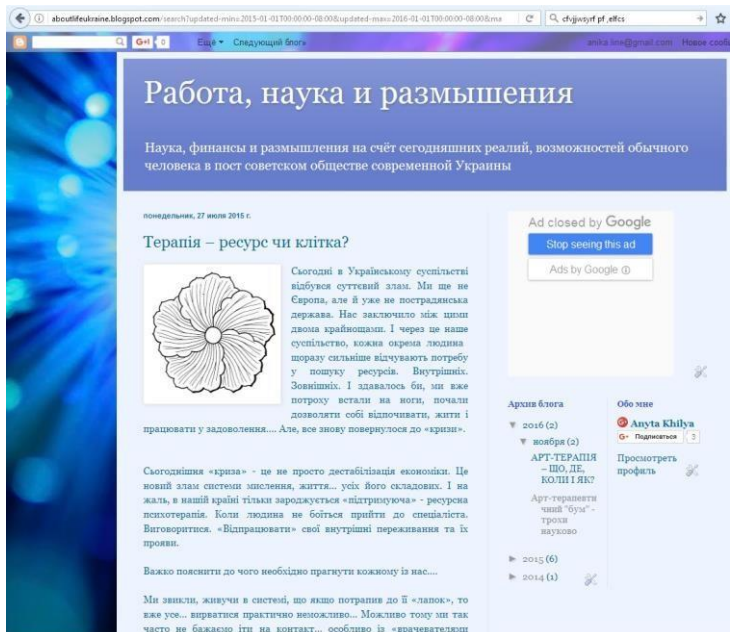 aboutlifeukraine.blogspot.com/search?updated-min=2015-01-01T00:00:00-08:00&updated-max=2016-01-01T00:00:00-08:00&ma
cfvjjwsyrf pf ,elfcs
G+1 0 Ещё Следующий блог»
anika.line@gmail.com Новое сооб
Работа, наука и размышения
Наука, финансы и размышления на счёт сегодняшних реалий, возможностей обычного
человека в пост советском обществе современной Украины
понедельник, 27 июля 2015 г.
Терапія – ресурс чи клітка?
Сьогодні в Українському суспільстві
відбувся суттєвий злам. Ми ще не
Європа, але й уже не пострадянська
держава. Нас заключило між цими
двома крайнощами. І через це наше
суспільство, кожна окрема людина
щоразу сильніше відчувають потребу
у пошуку ресурсів. Внутрішніх.
Зовнішніх. І здавалось би, ми вже
потроху встали на ноги, почали
дозволяти собі відпочивати, жити і
працювати у задоволення.... Але, все знову повернулося до «кризи».
Сьогоднішня «криза» - це не просто дестабілізація економіки. Це
новий злам системи мислення, життя... усіх його складових. І на
жаль, в нашій країні тільки зароджується «підтримуюча» - ресурсна
психотерапія. Коли людина не боїться прийти до спеціаліста.
Виговоритися. «Відпрацювати» свої внутрішні переживання та їх
прояви.
Важко пояснити до чого необхідно прагнути кожному із нас....
Ми звикли, живучи в системі, що якщо потрапив до її «лапок», то
вже усе... вирватися практично неможливо... Можливо тому ми так
часто не бажаємо іти на контакт... особливо із «врачевателями
Ad closed by Google
Stop seeing this ad
Ads by Google
Архив блога
2016 (2)
ноября (2)
АРТ-ТЕРАПІЯ
– ЩО, ДЕ,
КОЛИ І ЯК?
Арт-терапевти
чний "бум" -
трохи
науково
2015 (6)
2014 (1)
Обо мне
Anyta Khilya
G+ Подписаться 3
Просмотреть
профиль